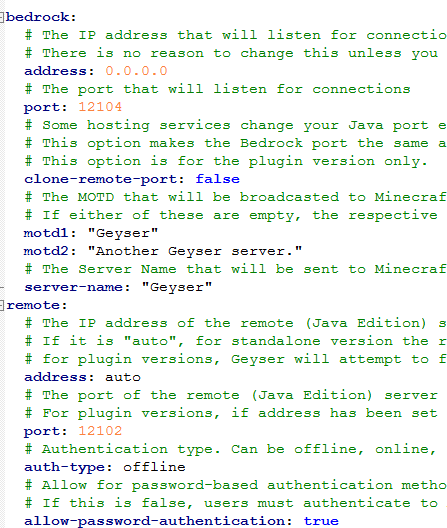 bedrock:
# The IP address that will listen for connectio
# There is no reason to change this unless you
address: 0.0.0.0
# The port that will listen for connections
port: 12104
# Some hosting services change your Java port e
# This option makes the Bedrock port the same a
# This option is for the plugin version only.
clone-remote-port: false
# The MOTD that will be broadcasted to Minecraf
# If either of these are empty, the respective
motd1: "Geyser"
motd2: "Another Geyser server."
# The Server Name that will be sent to Minecraf
server-name: "Geyser"
remote:
# The IP address of the remote (Java Edition) s
# If it is "auto", for standalone version the r
# for plugin versions, Geyser will attempt to f
address: auto
# The port of the remote (Java Edition) server
# For plugin versions, if address has been set
port: 12102
# Authentication type. Can be offline, online,
auth-type: offline
# Allow for password-based authentication metho
# If this is false, users must authenticate to
allow-password-authentication: true